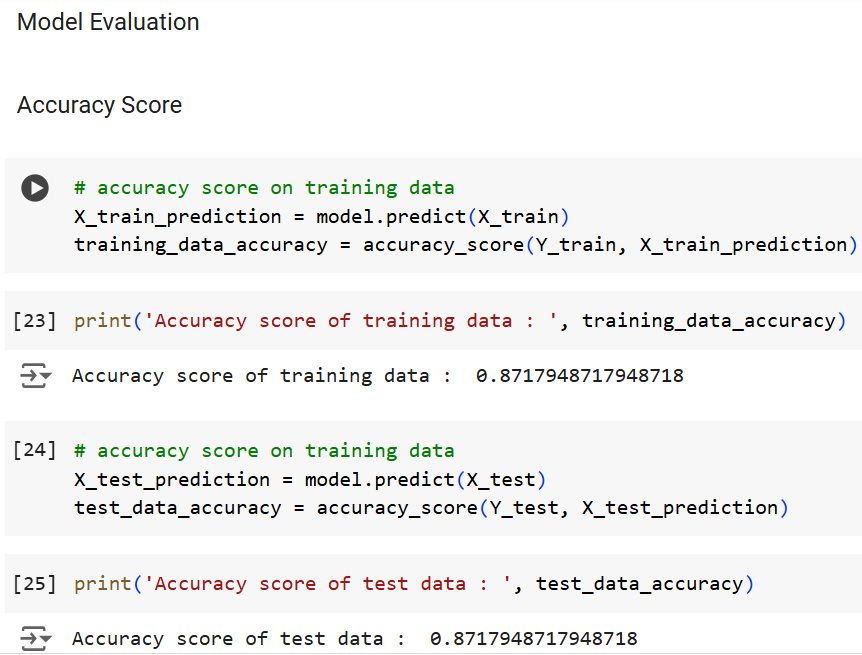 Model Evaluation
Accuracy Score
# accuracy score on training data
X_train_prediction = model.predict(X_train)
training_data_accuracy = accuracy_score(Y_train, X_train_prediction)
[23] print('Accuracy score of training data : ', training_data_accuracy)
Accuracy score of training data :  0.8717948717948718
[24] # accuracy score on training data
X_test_prediction = model.predict(X_test)
test_data_accuracy = accuracy_score(Y_test, X_test_prediction)
[25] print('Accuracy score of test data : ', test_data_accuracy)
Accuracy score of test data :  0.8717948717948718